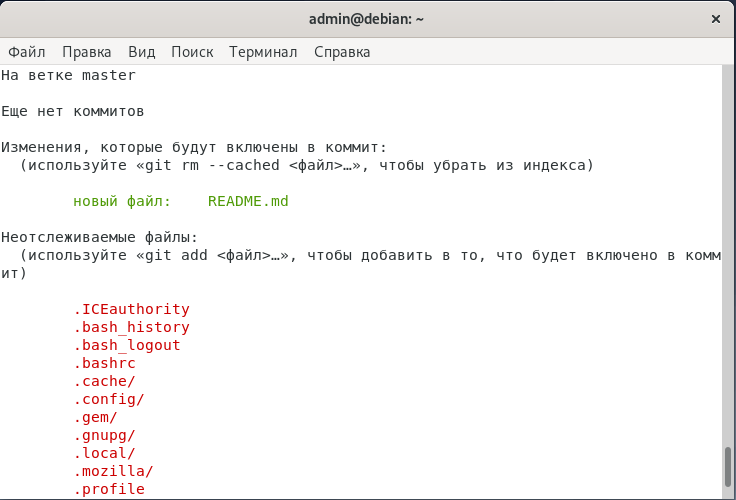 admin@debian: ~
Файл Правка Вид Поиск Терминал Справка
На ветке master
Еще нет коммитов
Изменения, которые будут включены в коммит:
(используйте «git rm --cached <файл>…», чтобы убрать из индекса)
новый файл: README.md
Неотслеживаемые файлы:
(используйте «git add <файл>…», чтобы добавить в то, что будет включено в комм
ит)
.ICEauthority
.bash_history
.bash_logout
.bashrc
.cache/
.config/
.gem/
.gnupg/
.local/
.mozilla/
.profile